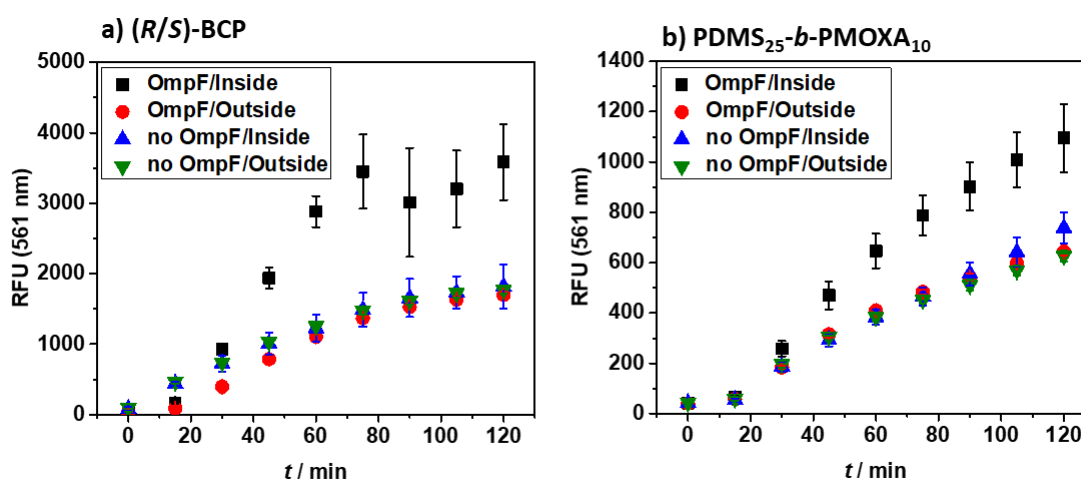 a) (R/S)-BCP
5000
4000
3000
2000
1000
0
RFU (561 nm)
OmpF/Inside
OmpF/Outside
no OmpF/Inside
no OmpF/Outside
0 20 40 60 80 100 120
t / min
b) PDMS₂₅-b-PMOXA₁₀
1400
1200
1000
800
600
400
200
0
RFU (561 nm)
OmpF/Inside
OmpF/Outside
no OmpF/Inside
no OmpF/Outside
0 20 40 60 80 100 120
t / min